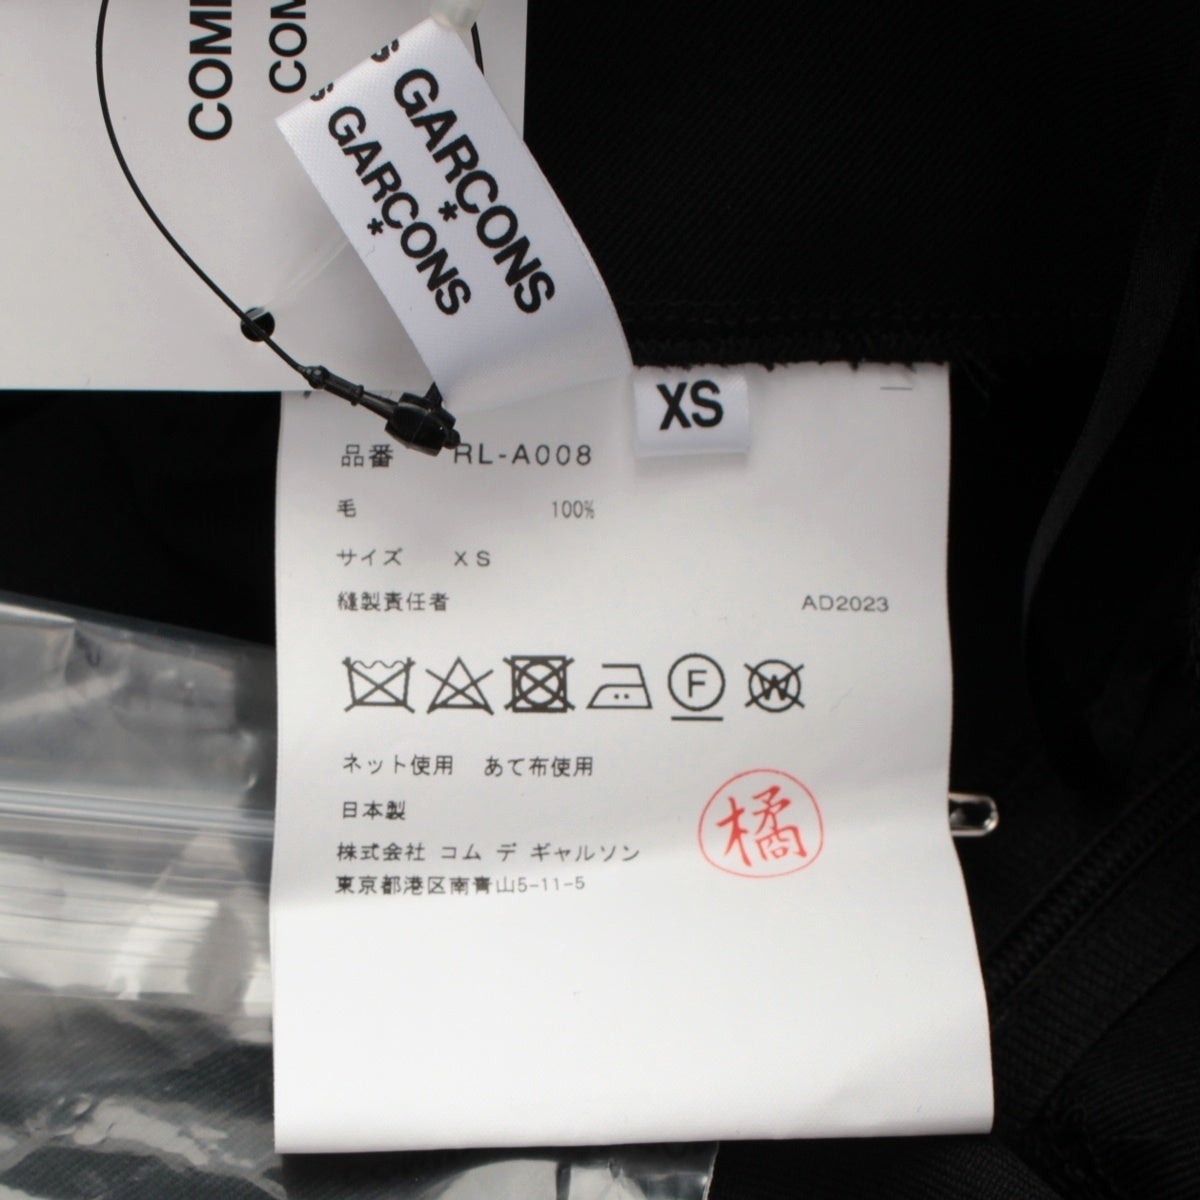 COM
COM
S GARCONS
*
S GARCONS
*
XS
品番 RL-A008
毛 100%
サイズ XS
縫製責任者 AD2023
F
W
ネット使用 あて布使用
日本製
橘
株式会社 コム デ ギャルソン
東京都港区南青山5-11-5